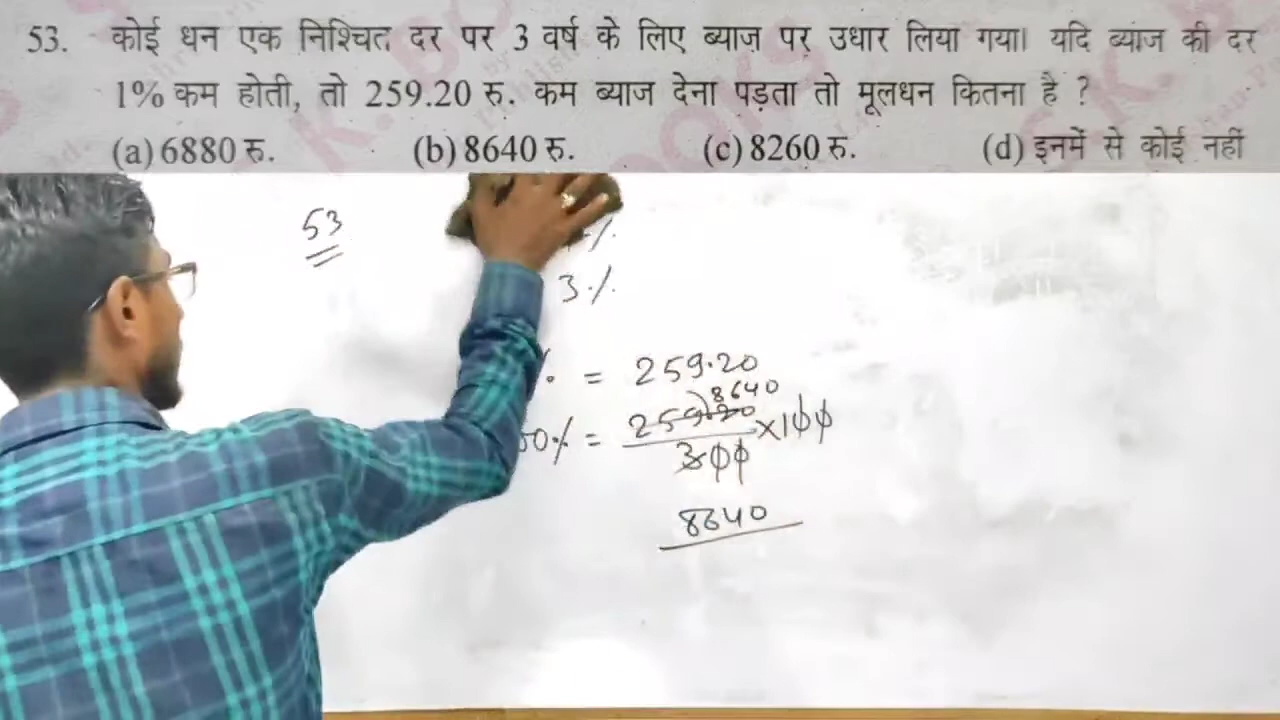 53. कोई धन एक निश्चित दर पर 3 वर्ष के लिए ब्याज़ पर उधार लिया गया। यदि ब्याज की दर
1% कम होती, तो 259.20 रु. कम ब्याज देना पड़ता तो मूलधन कितना है ?
(a) 6880 रु. (b) 8640 रु. (c) 8260 रु. (d) इनमें से कोई नहीं
53
%
3%
% = 259.20
8640
00% = 259.20 × 100
300
8640